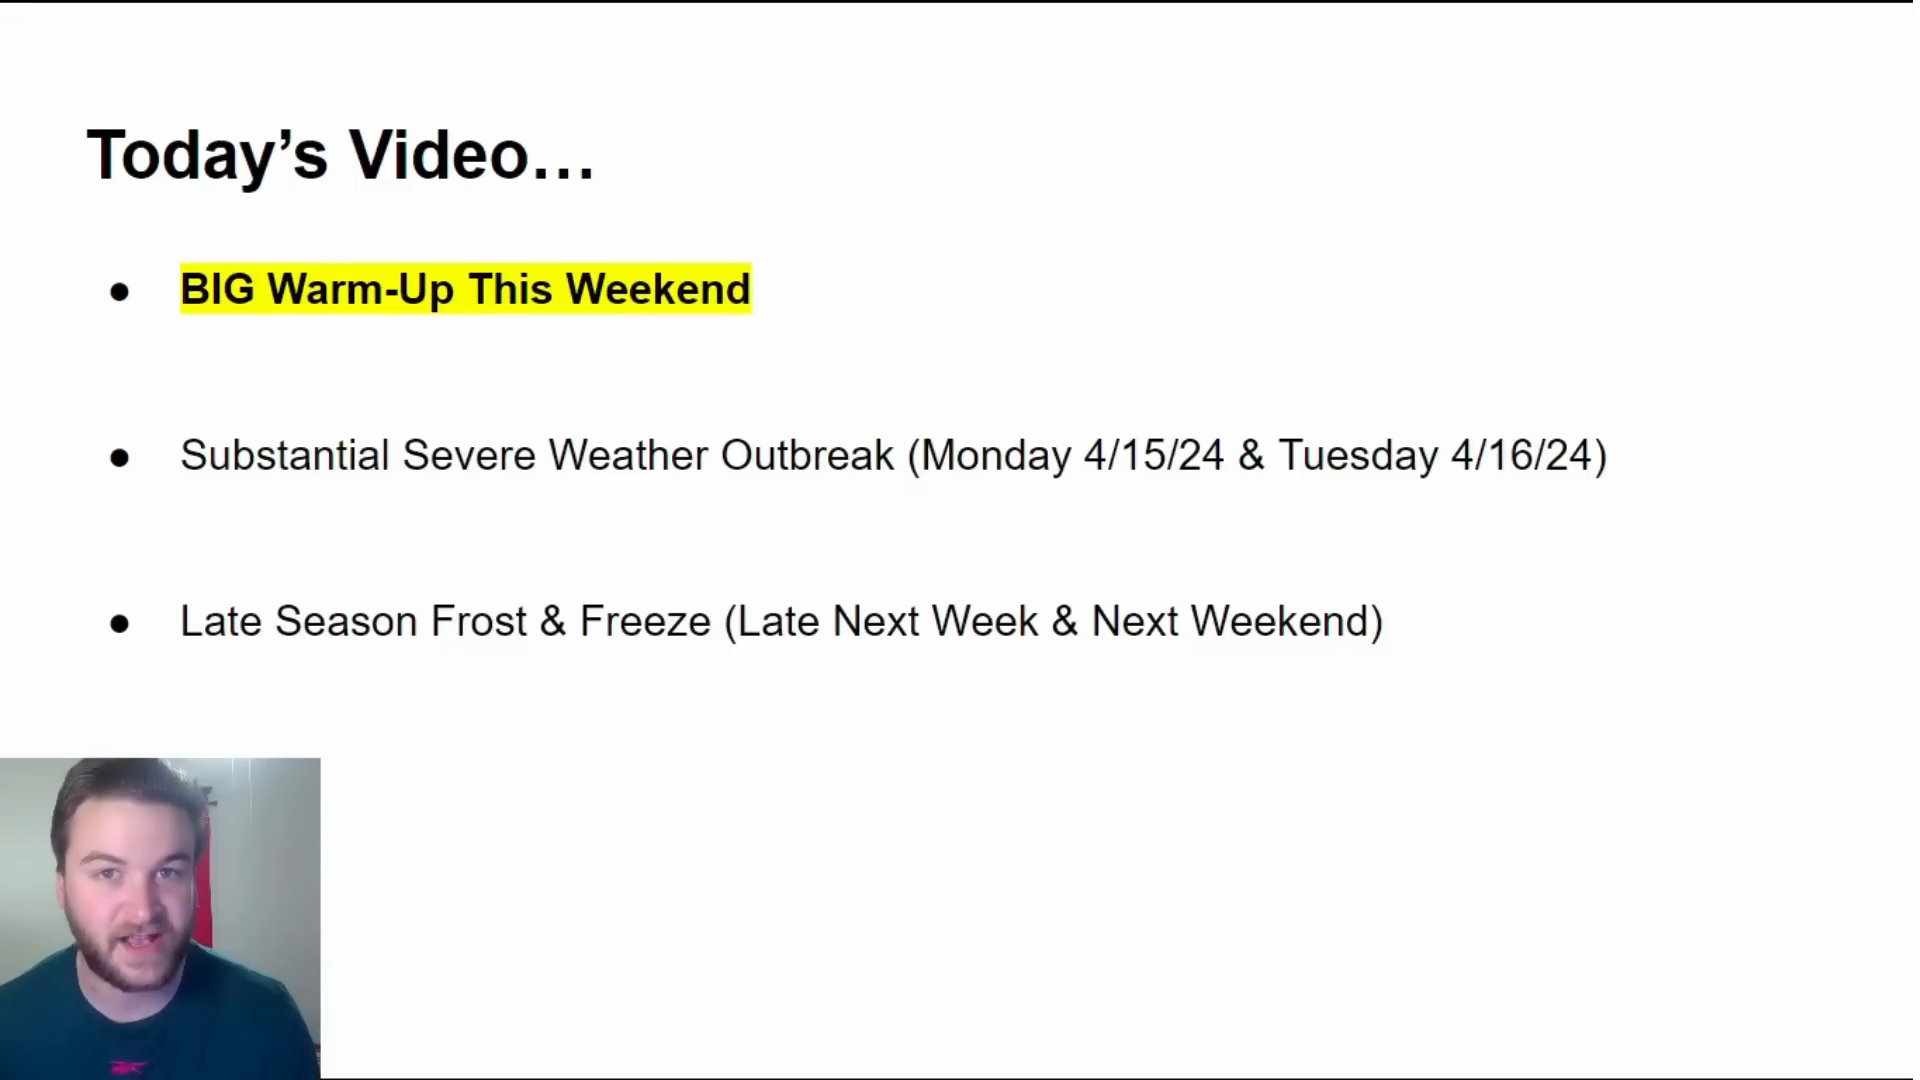 Today’s Video…
● BIG Warm-Up This Weekend
● Substantial Severe Weather Outbreak (Monday 4/15/24 & Tuesday 4/16/24)
● Late Season Frost & Freeze (Late Next Week & Next Weekend)